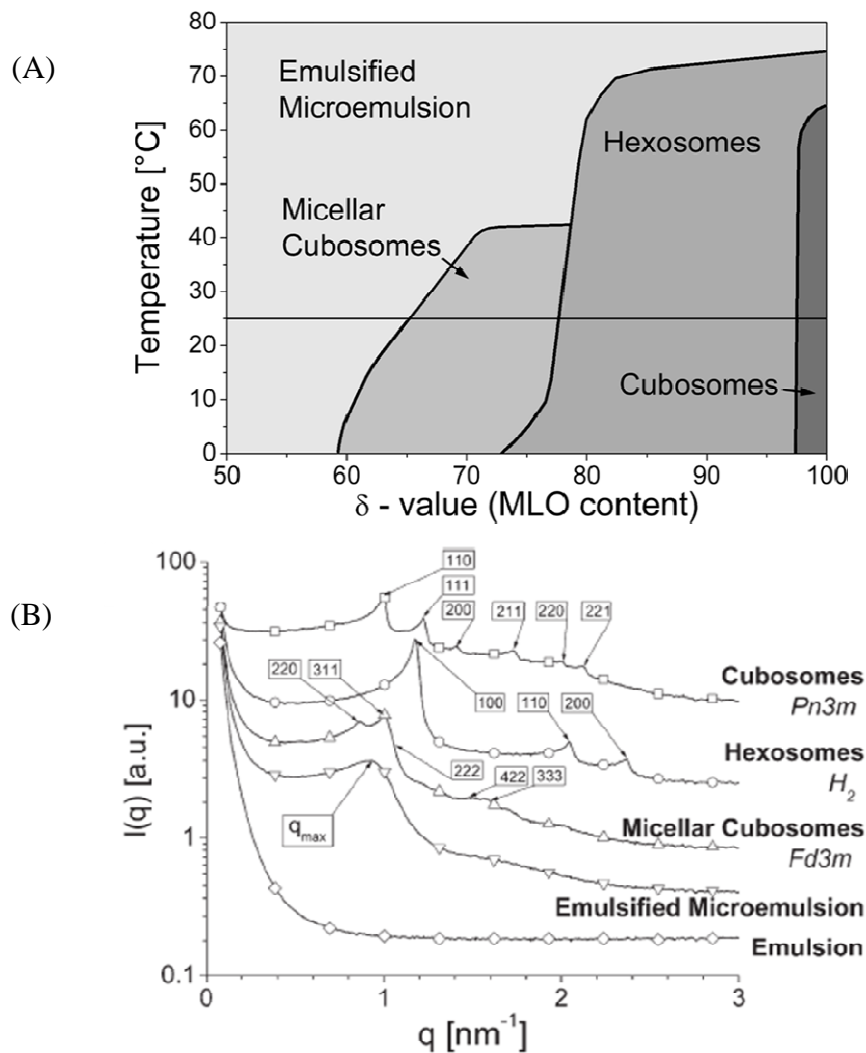 (A)
80
70
60
50
40
30
20
10
0
Temperature [°C]
Emulsified
Microemulsion
Hexosomes
Micellar
Cubosomes
Cubosomes
50 60 70 80 90 100
δ - value (MLO content)
(B)
100
10
1
0.1
I(q) [a.u.]
110
111
200
211
220
221
220
311
100
110
200
222
422
333
qmax
Cubosomes
Pn3m
Hexosomes
H2
Micellar Cubosomes
Fd3m
Emulsified Microemulsion
Emulsion
0 1 2 3
q [nm-1]